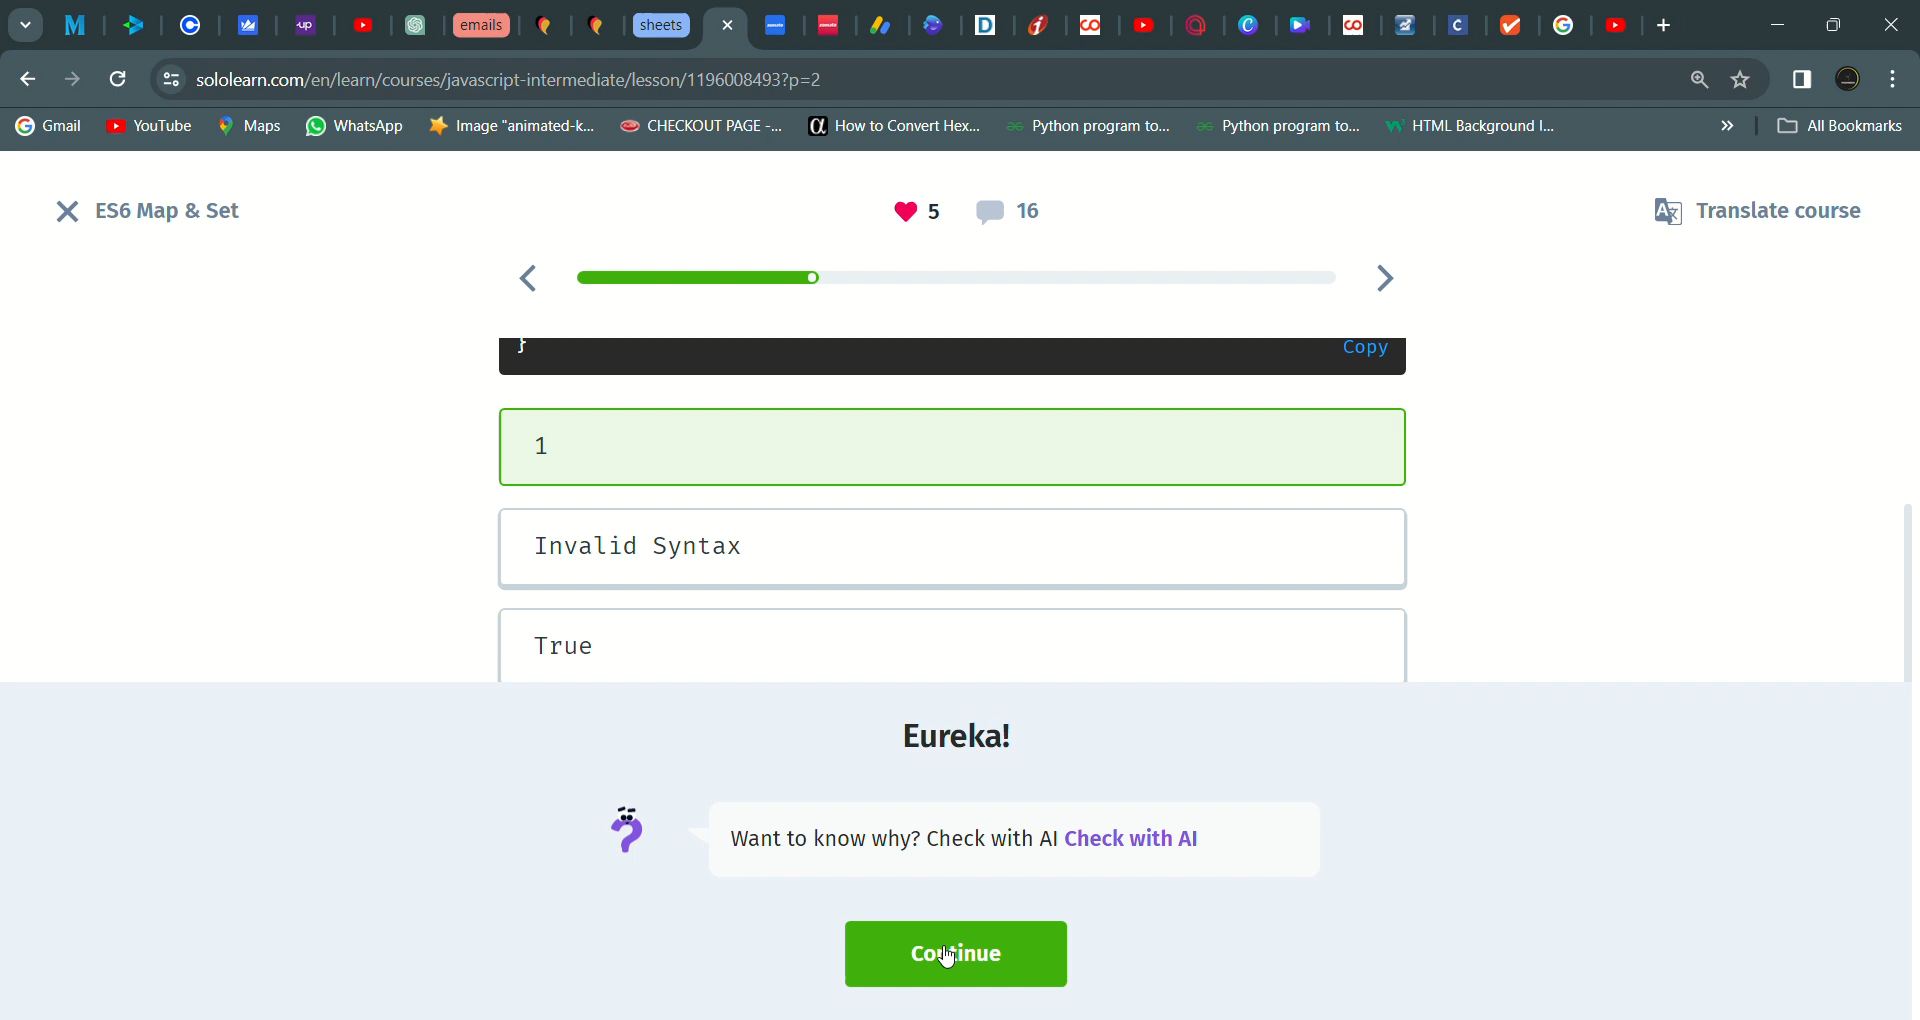 emails
sheets
sololearn.com/en/learn/courses/javascript-intermediate/lesson/1196008493?p=2
Gmail
YouTube
Maps
WhatsApp
Image "animated-k...
CHECKOUT PAGE -...
How to Convert Hex...
Python program to...
Python program to...
HTML Background I...
All Bookmarks
ES6 Map & Set
5
16
Translate course
}
Copy
1
Invalid Syntax
True
Eureka!
Want to know why? Check with AI Check with AI
Continue